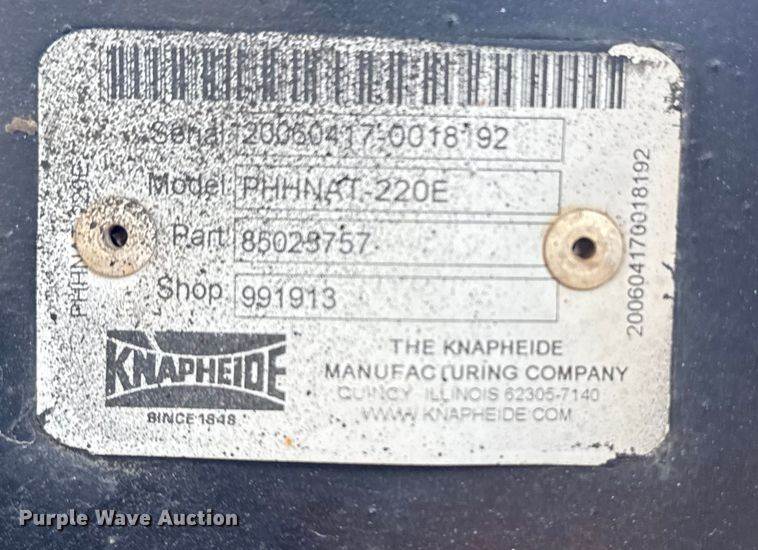 Serial 20060417-0018192
Model PHHNAT-220E
Part
Shop 991913
200604170018192
KNAPHEIDE
SINCE 1848
THE KNAPHEIDE
MANUFACTURING COMPANY
QUINCY ILLINOIS 62305-7140
WWW.KNAPHEIDE.COM
Purple Wave Auction